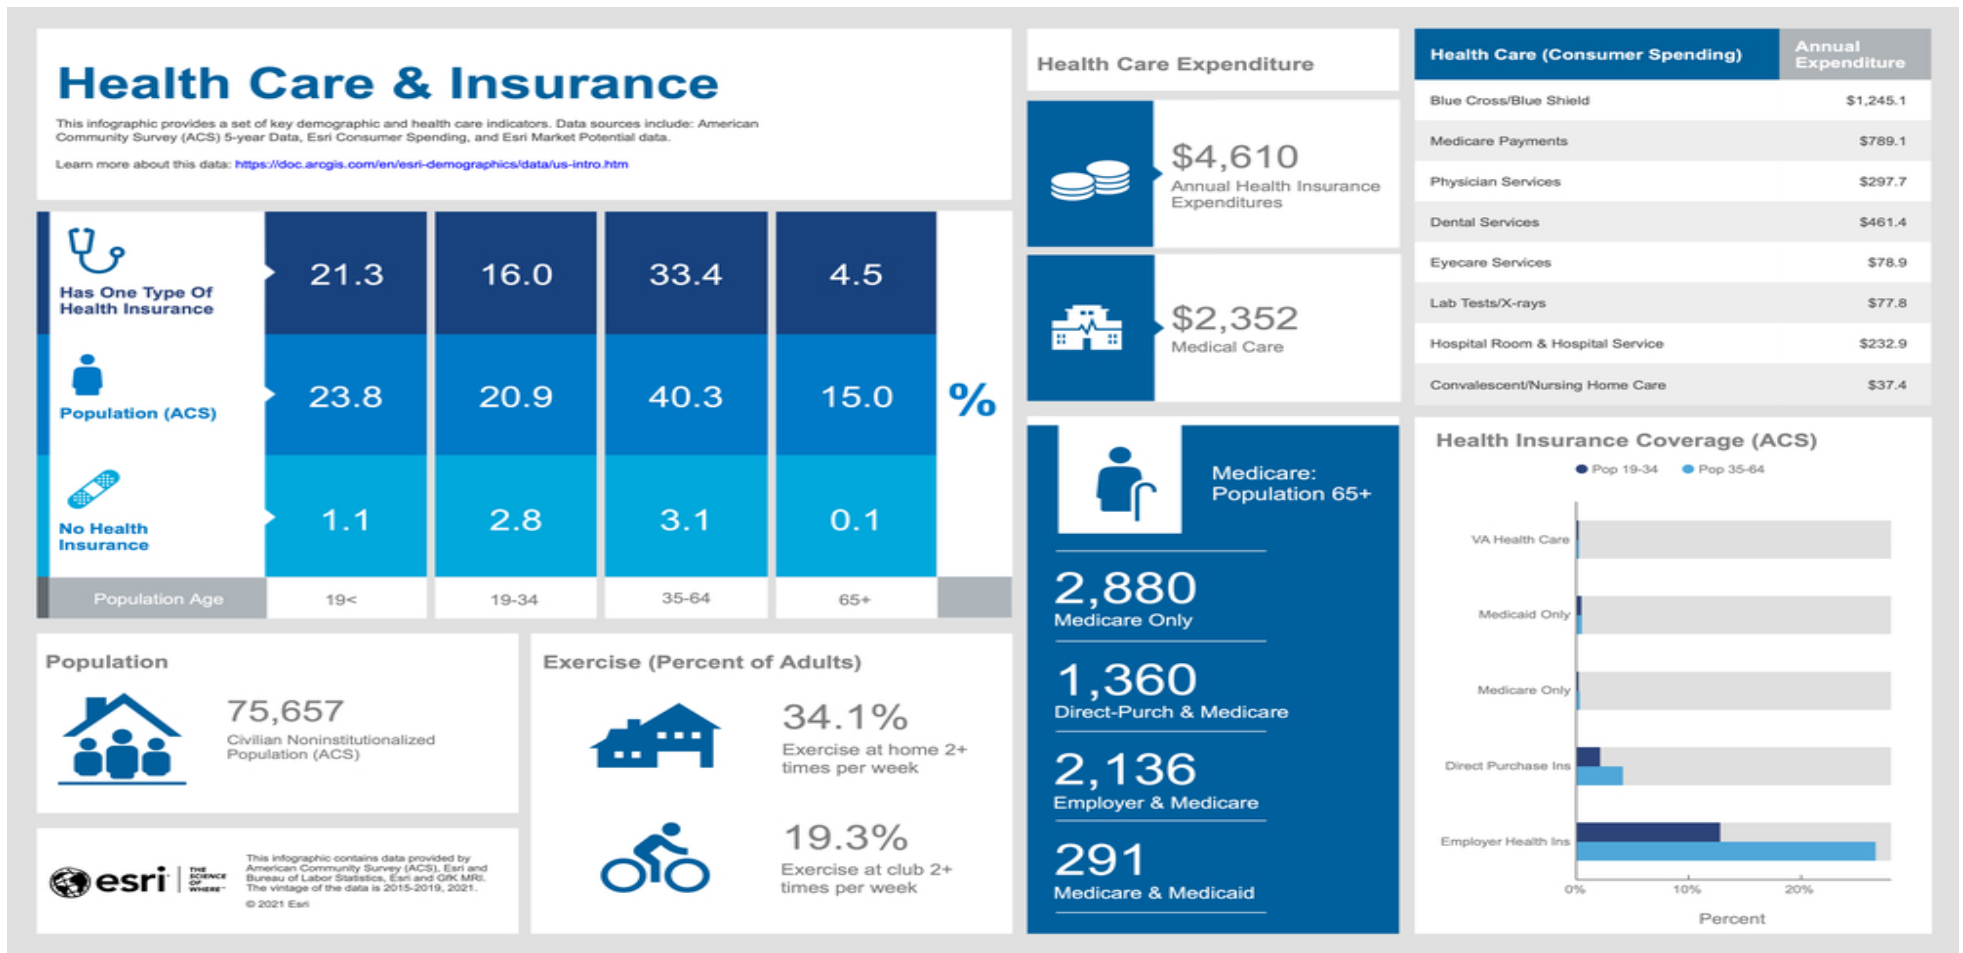 Health Care & Insurance
This infographic provides a set of key demographic and health care indicators. Data sources include: American
Community Survey (ACS) 5-year Data, Esri Consumer Spending, and Esri Market Potential data.
Learn more about this data: https://doc.arcgis.com/en/esri-demographics/data/us-intro.htm
Has One Type Of
Health Insurance
21.3 16.0 33.4 4.5
Population (ACS)
23.8 20.9 40.3 15.0
%
No Health
Insurance
1.1 2.8 3.1 0.1
Population Age 19< 19-34 35-64 65+
Population
75,657
Civilian Noninstitutionalized
Population (ACS)
esri
THE
SCIENCE
OF
WHERE™
This infographic contains data provided by
American Community Survey (ACS), Esri and
Bureau of Labor Statistics, Esri and GfK MRI.
The vintage of the data is 2015-2019, 2021.
© 2021 Esri
Exercise (Percent of Adults)
34.1%
Exercise at home 2+
times per week
19.3%
Exercise at club 2+
times per week
Health Care Expenditure
$4,610
Annual Health Insurance
Expenditures
$2,352
Medical Care
Medicare:
Population 65+
2,880
Medicare Only
1,360
Direct-Purch & Medicare
2,136
Employer & Medicare
291
Medicare & Medicaid
Health Care (Consumer Spending) Annual
Expenditure
Blue Cross/Blue Shield $1,245.1
Medicare Payments $789.1
Physician Services $297.7
Dental Services $461.4
Eyecare Services $78.9
Lab Tests/X-rays $77.8
Hospital Room & Hospital Service $232.9
Convalescent/Nursing Home Care $37.4
Health Insurance Coverage (ACS)
Pop 19-34 Pop 35-64
VA Health Care
Medicaid Only
Medicare Only
Direct Purchase Ins
Employer Health Ins
0% 10% 20%
Percent